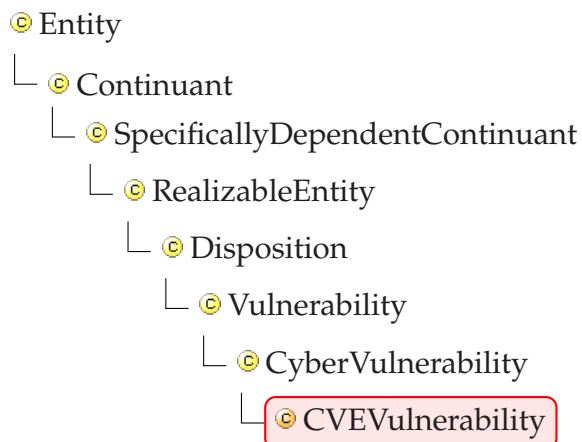 © Entity
© Continuant
© SpecificallyDependentContinuant
© RealizableEntity
© Disposition
© Vulnerability
© CyberVulnerability
© CVEVulnerability